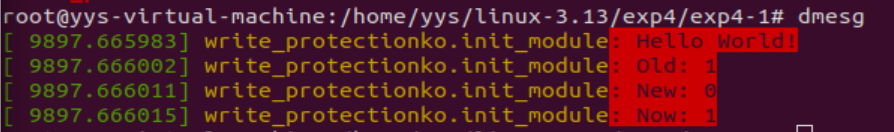 root@yys-virtual-machine:/home/yys/linux-3.13/exp4/exp4-1# dmesg
[ 9897.665983] write_protectionko.init_module: Hello World!
[ 9897.666002] write_protectionko.init_module: Old: 1
[ 9897.666011] write_protectionko.init_module: New: 0
[ 9897.666015] write_protectionko.init_module: Now: 1